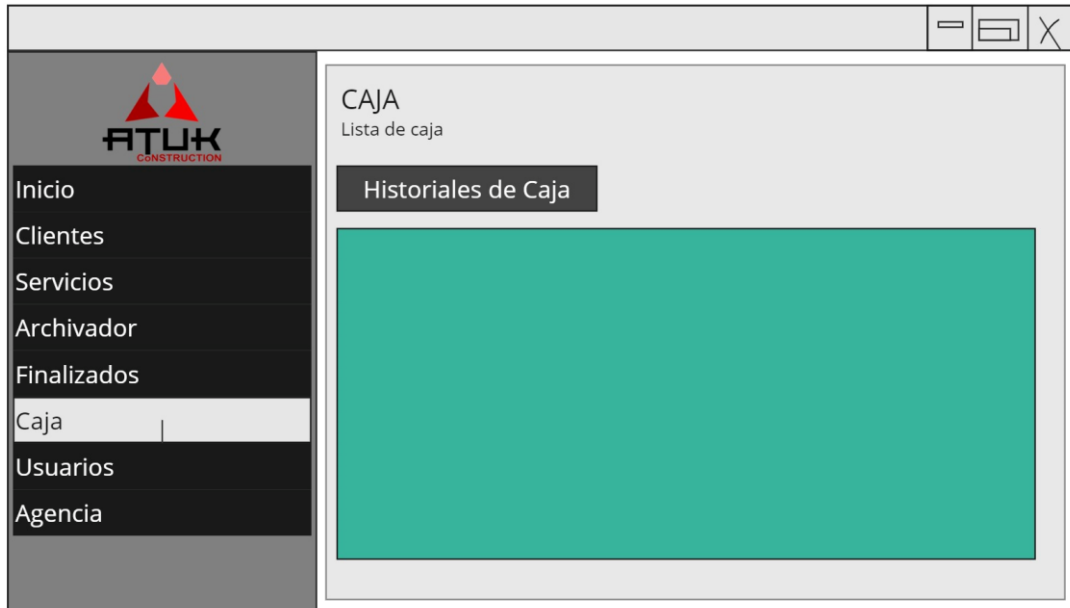 ATUK
CoNSTRUCTION
Inicio
Clientes
Servicios
Archivador
Finalizados
Caja
Usuarios
Agencia
CAJA
Lista de caja
Historiales de Caja